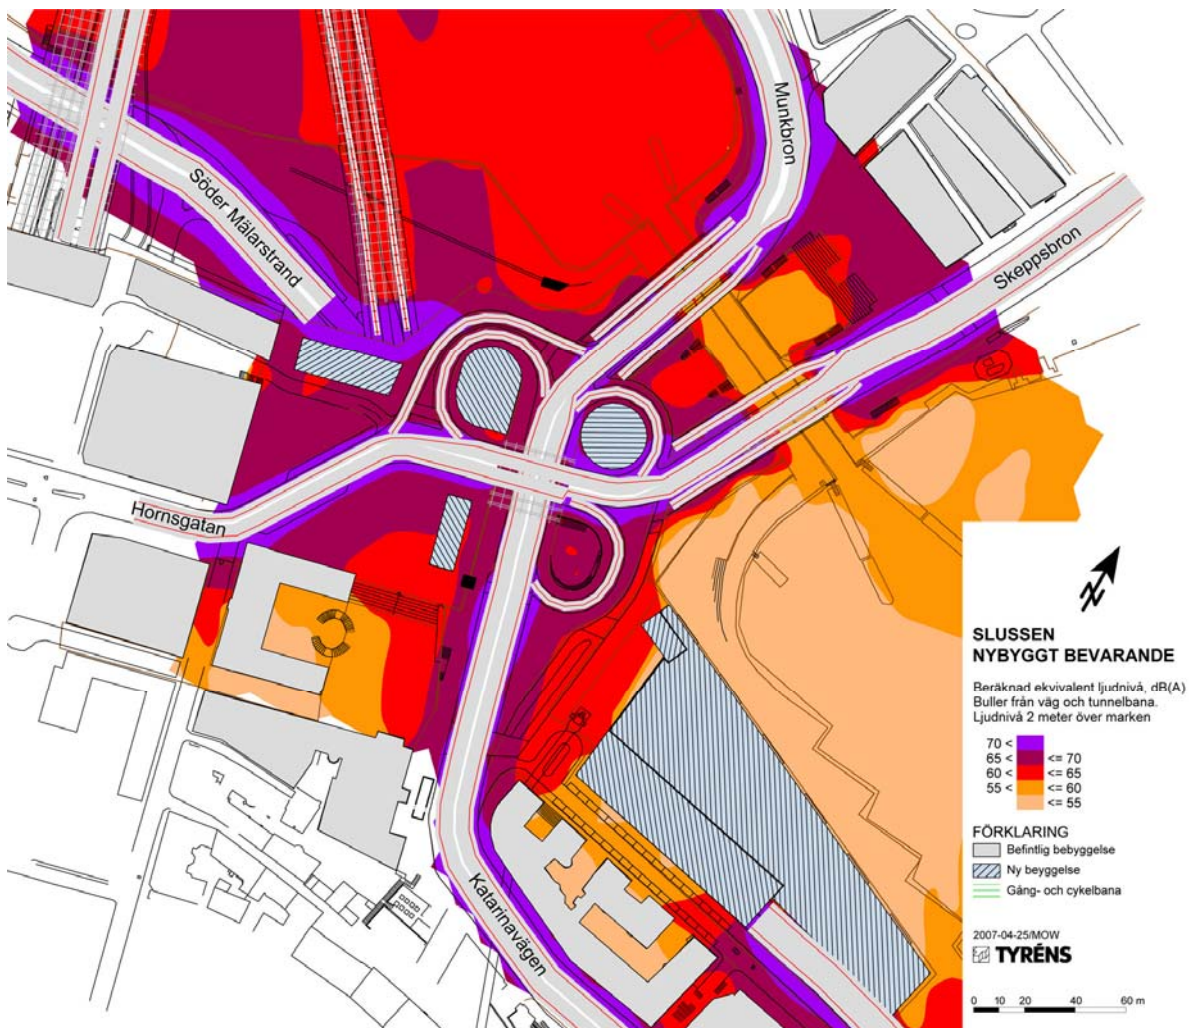 Munkbron
Söder Mälarstrand
Skeppsbron
Hornsgatan
Katarinavägen
N
SLUSSEN
NYBYGGT BEVARANDE
Beräknad ekvivalent ljudnivå, dB(A)
Buller från väg och tunnelbana.
Ljudnivå 2 meter över marken
70 <
65 < <= 70
60 < <= 65
55 < <= 60
<= 55
FÖRKLARING
Befintlig bebyggelse
Ny beyggelse
Gång- och cykelbana
2007-04-25/MOW
TYRÉNS
0 10 20 40 60 m